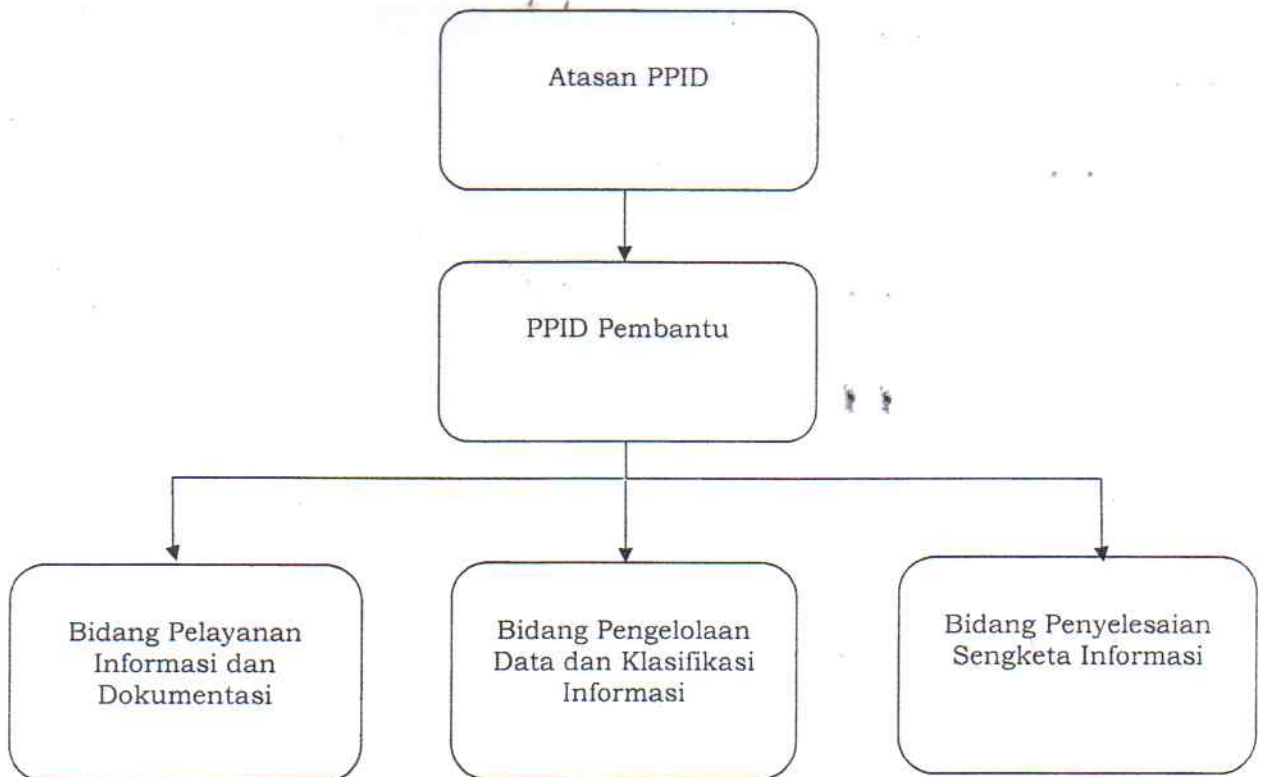 Atasan PPID
PPID Pembantu
Bidang Pelayanan
Informasi dan
Dokumentasi
Bidang Pengelolaan
Data dan Klasifikasi
Informasi
Bidang Penyelesaian
Sengketa Informasi